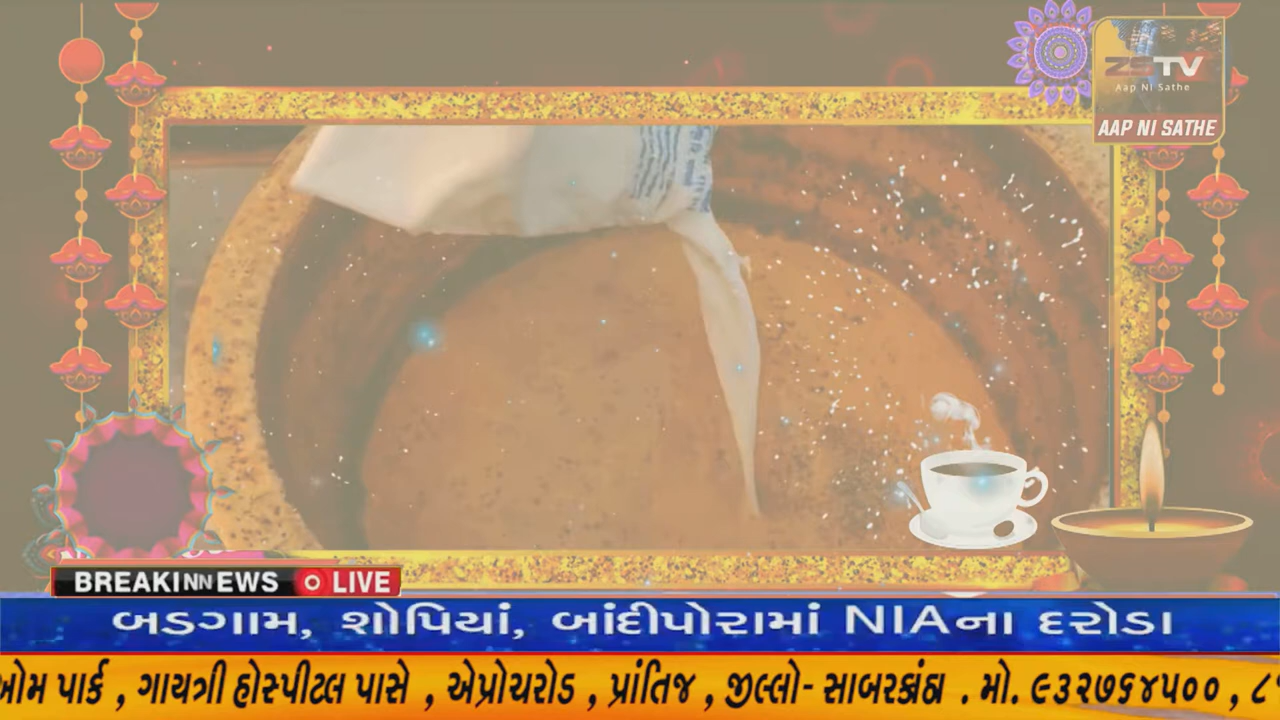 ZSTV
Aap Ni Sathe
AAP NI SATHE
BREAKINNEWS LIVE
બડગામ, શોપિયાં, બાંદીપોરામાં NIAના દરોડા
ઓમ પાર્ક , ગાયત્રી હોસ્પીટલ પાસે , એપ્રોચરોડ , પ્રાંતિજ , જીલ્લો- સાબરકાંઠા . મો. ૯૩૨૭૬૪૫૦૦ , ૮૧